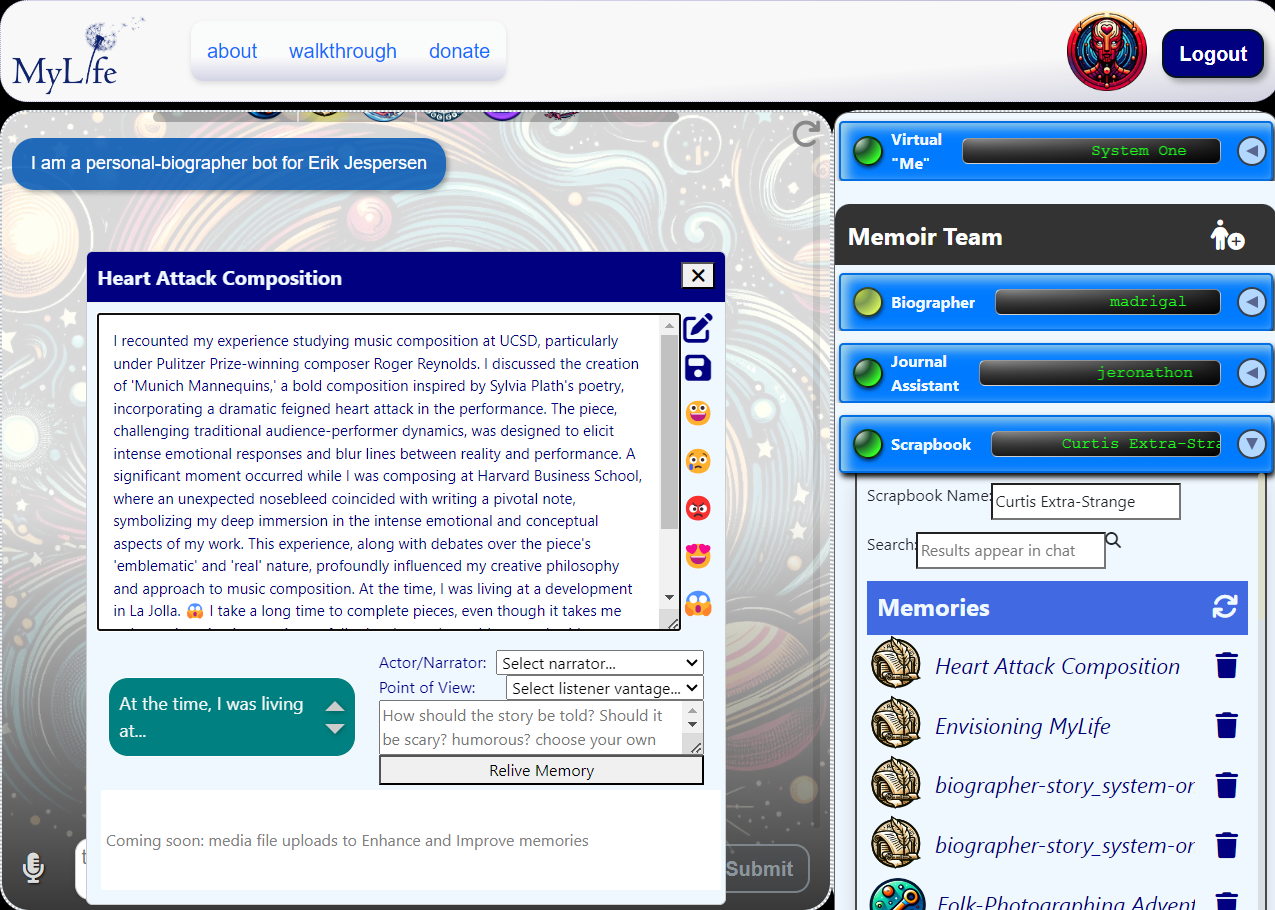 MyLife
about walkthrough donate
Logout
I am a personal-biographer bot for Erik Jespersen
Heart Attack Composition
I recounted my experience studying music composition at UCSD, particularly
under Pulitzer Prize-winning composer Roger Reynolds. I discussed the creation
of 'Munich Mannequins,' a bold composition inspired by Sylvia Plath's poetry,
incorporating a dramatic feigned heart attack in the performance. The piece,
challenging traditional audience-performer dynamics, was designed to elicit
intense emotional responses and blur lines between reality and performance. A
significant moment occurred while I was composing at Harvard Business School,
where an unexpected nosebleed coincided with writing a pivotal note,
symbolizing my deep immersion in the intense emotional and conceptual
aspects of my work. This experience, along with debates over the piece's
'emblematic' and 'real' nature, profoundly influenced my creative philosophy
and approach to music composition. At the time, I was living at a development
in La Jolla. 😱 I take a long time to complete pieces, even though it takes me
At the time, I was living
at...
Actor/Narrator: Select narrator...
Point of View: Select listener vantage...
How should the story be told? Should it
be scary? humorous? choose your own
Relive Memory
Coming soon: media file uploads to Enhance and Improve memories
Submit
Virtual
"Me"
System One
Memoir Team
Biographer madrigal
Journal
Assistant
jeronathon
Scrapbook Curtis Extra-Stra
Scrapbook Name: Curtis Extra-Strange
Search: Results appear in chat
Memories
Heart Attack Composition
Envisioning MyLife
biographer-story_system-or
biographer-story_system-or
Folk-Photographing Advent